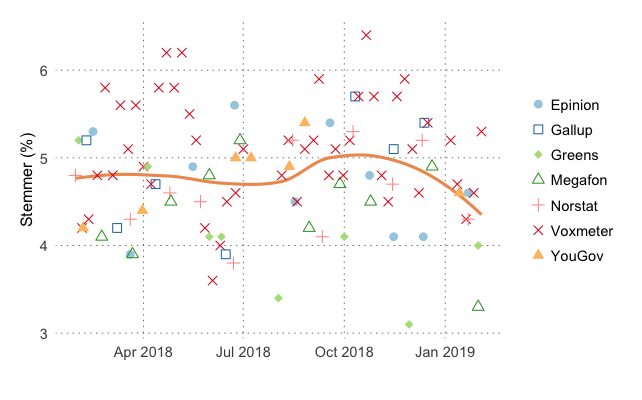 6
5
4
3
Stemmer (%)
Apr 2018 Jul 2018 Oct 2018 Jan 2019
Epinion
Gallup
Greens
Megafon
Norstat
Voxmeter
YouGov